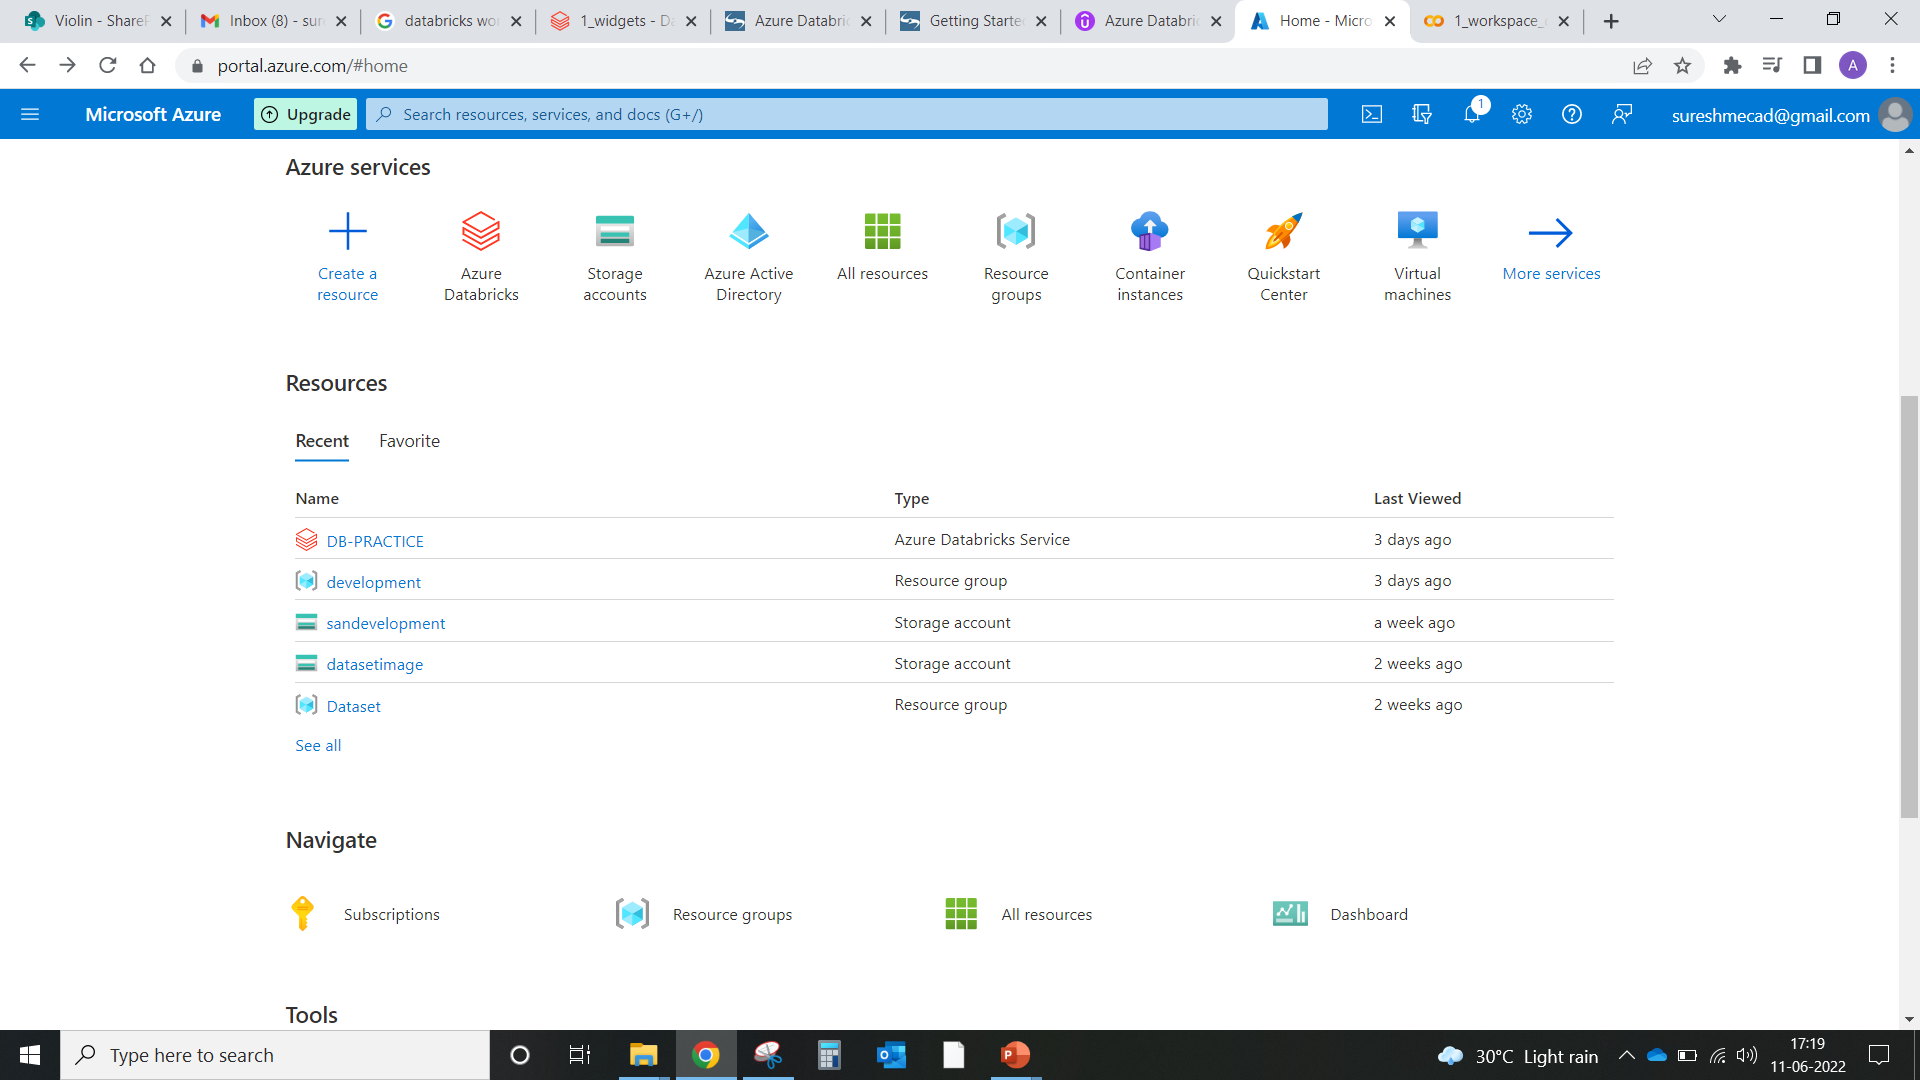 Violin - ShareP
Inbox (8) - sur
databricks wor
1_widgets - Da
Azure Databric
Getting Starte
Azure Databric
Home - Micro
1_workspace_
portal.azure.com/#home
A
Microsoft Azure
Upgrade
Search resources, services, and docs (G+/)
1
sureshmecad@gmail.com
Azure services
Create a resource
Azure Databricks
Storage accounts
Azure Active Directory
All resources
Resource groups
Container instances
Quickstart Center
Virtual machines
More services
Resources
Recent Favorite
Name Type Last Viewed
DB-PRACTICE Azure Databricks Service 3 days ago
development Resource group 3 days ago
sandevelopment Storage account a week ago
datasetimage Storage account 2 weeks ago
Dataset Resource group 2 weeks ago
See all
Navigate
Subscriptions Resource groups All resources Dashboard
Tools
Type here to search
30°C Light rain
17:19
11-06-2022